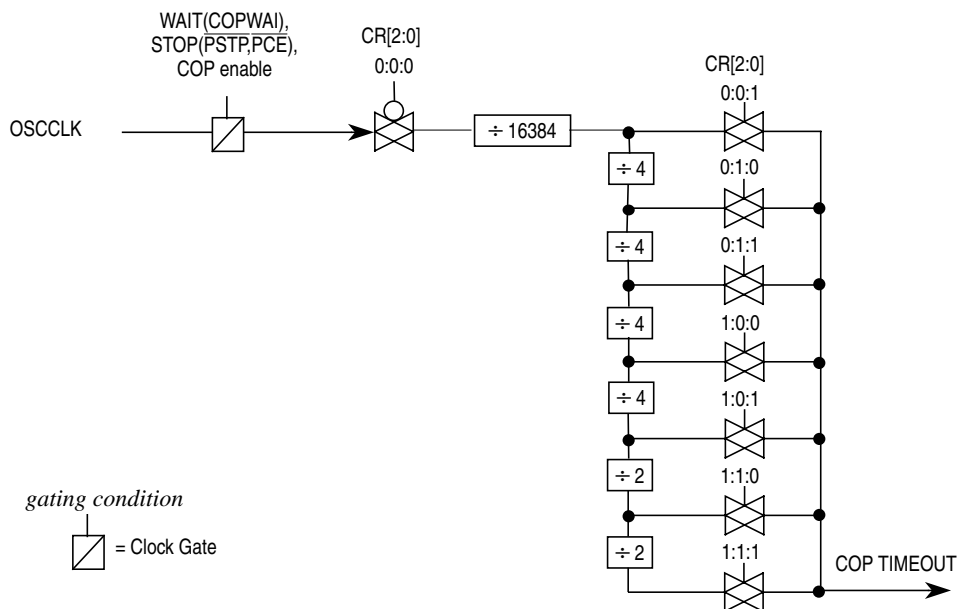 WAIT(COPWAI),
STOP(PSTP,PCE),
COP enable
CR[2:0]
0:0:0
OSCCLK
÷ 16384
CR[2:0]
0:0:1
÷ 4
0:1:0
÷ 4
0:1:1
÷ 4
1:0:0
÷ 4
1:0:1
÷ 2
1:1:0
÷ 2
1:1:1
COP TIMEOUT
gating condition
= Clock Gate